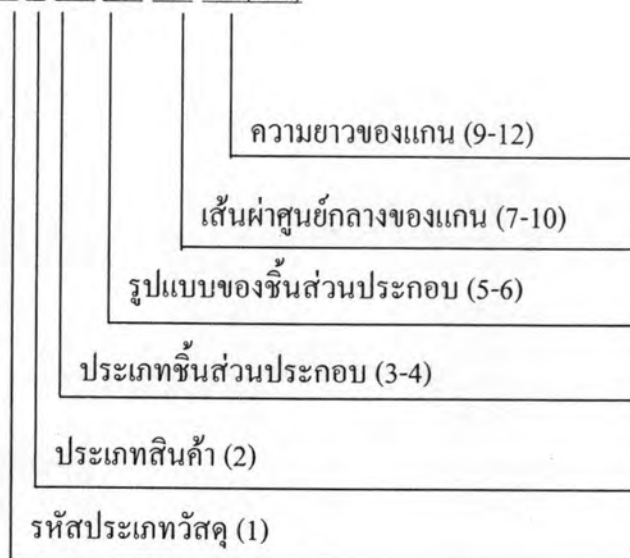 ความยาวของแกน (9-12)
เส้นผ่าศูนย์กลางของแกน (7-10)
รูปแบบของชิ้นส่วนประกอบ (5-6)
ประเภทชิ้นส่วนประกอบ (3-4)
ประเภทสินค้า (2)
รหัสประเภทวัสดุ (1)